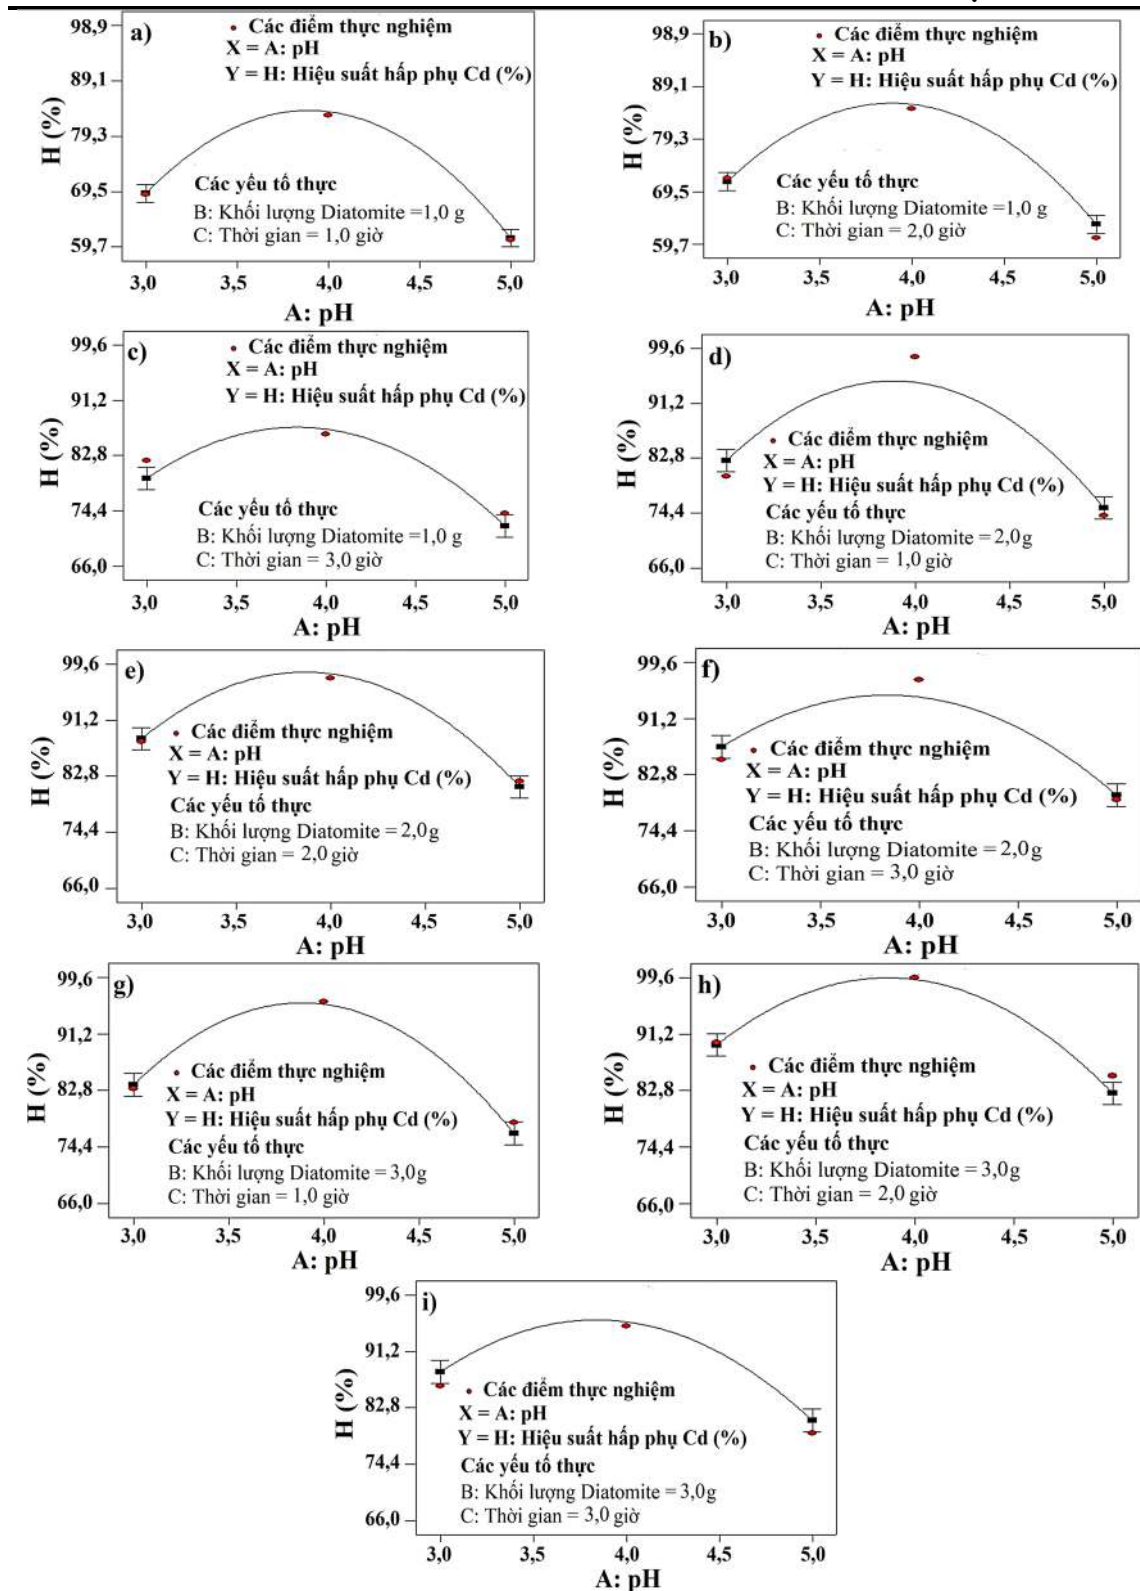 a)
• Các điểm thực nghiệm
X = A: pH
Y = H: Hiệu suất hấp phụ Cd (%)
98,9
89,1
79,3
69,5
59,7
H (%)
Các yếu tố thực
B: Khối lượng Diatomite =1,0 g
C: Thời gian = 1,0 giờ
3,0 3,5 4,0 4,5 5,0
A: pH
b)
• Các điểm thực nghiệm
X = A: pH
Y = H: Hiệu suất hấp phụ Cd (%)
98,9
89,1
79,3
69,5
59,7
H (%)
Các yếu tố thực
B: Khối lượng Diatomite =1,0 g
C: Thời gian = 2,0 giờ
3,0 3,5 4,0 4,5 5,0
A: pH
c)
• Các điểm thực nghiệm
X = A: pH
Y = H: Hiệu suất hấp phụ Cd (%)
99,6
91,2
82,8
74,4
66,0
H (%)
Các yếu tố thực
B: Khối lượng Diatomite =1,0 g
C: Thời gian = 3,0 giờ
3,0 3,5 4,0 4,5 5,0
A: pH
d)
99,6
91,2
82,8
74,4
66,0
H (%)
• Các điểm thực nghiệm
X = A: pH
Y = H: Hiệu suất hấp phụ Cd (%)
Các yếu tố thực
B: Khối lượng Diatomite = 2,0g
C: Thời gian = 1,0 giờ
3,0 3,5 4,0 4,5 5,0
A: pH
e)
99,6
91,2
82,8
74,4
66,0
H (%)
• Các điểm thực nghiệm
X = A: pH
Y = H: Hiệu suất hấp phụ Cd (%)
Các yếu tố thực
B: Khối lượng Diatomite = 2,0g
C: Thời gian = 2,0 giờ
3,0 3,5 4,0 4,5 5,0
A: pH
f)
99,6
91,2
82,8
74,4
66,0
H (%)
• Các điểm thực nghiệm
X = A: pH
Y = H: Hiệu suất hấp phụ Cd (%)
Các yếu tố thực
B: Khối lượng Diatomite = 2,0g
C: Thời gian = 3,0 giờ
3,0 3,5 4,0 4,5 5,0
A: pH
g)
99,6
91,2
82,8
74,4
66,0
H (%)
• Các điểm thực nghiệm
X = A: pH
Y = H: Hiệu suất hấp phụ Cd (%)
Các yếu tố thực
B: Khối lượng Diatomite = 3,0g
C: Thời gian = 1,0 giờ
3,0 3,5 4,0 4,5 5,0
A: pH
h)
99,6
91,2
82,8
74,4
66,0
H (%)
• Các điểm thực nghiệm
X = A: pH
Y = H: Hiệu suất hấp phụ Cd (%)
Các yếu tố thực
B: Khối lượng Diatomite = 3,0g
C: Thời gian = 2,0 giờ
3,0 3,5 4,0 4,5 5,0
A: pH
i)
99,6
91,2
82,8
74,4
66,0
H (%)
• Các điểm thực nghiệm
X = A: pH
Y = H: Hiệu suất hấp phụ Cd (%)
Các yếu tố thực
B: Khối lượng Diatomite = 3,0g
C: Thời gian = 3,0 giờ
3,0 3,5 4,0 4,5 5,0
A: pH